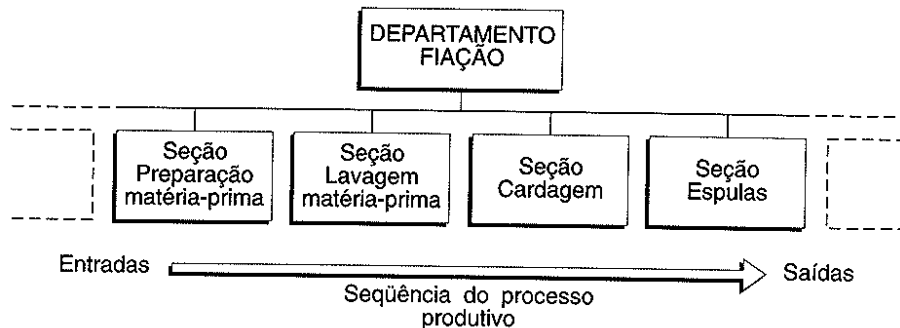 DEPARTAMENTO
FIAÇÃO
Seção
Preparação
matéria-prima
Seção
Lavagem
matéria-prima
Seção
Cardagem
Seção
Espulas
Entradas
Saídas
Seqüência do processo
produtivo